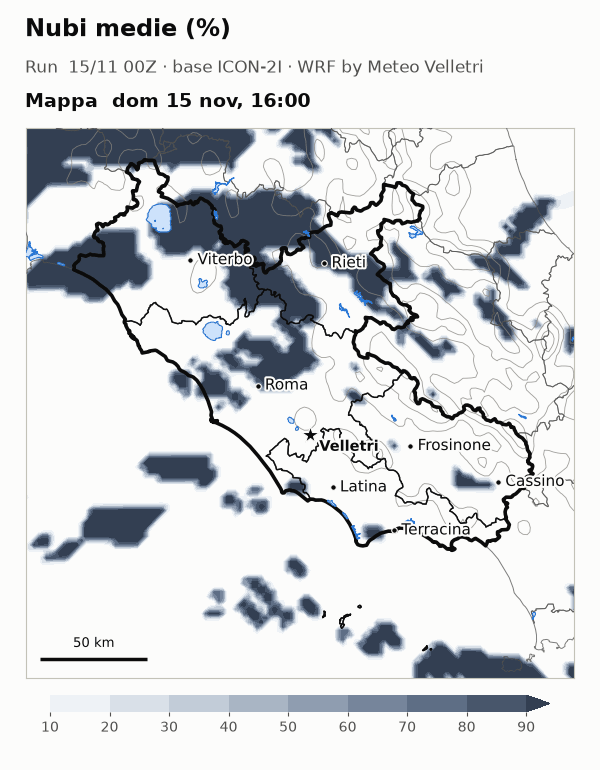 Nubi medie (%)
Run  15/11 00Z · base ICON-2I · WRF by Meteo Velletri
Mappa  dom 15 nov, 16:00
Viterbo
Rieti
Roma
Velletri
Frosinone
Cassino
Latina
Terracina
50 km
10 20 30 40 50 60 70 80 90